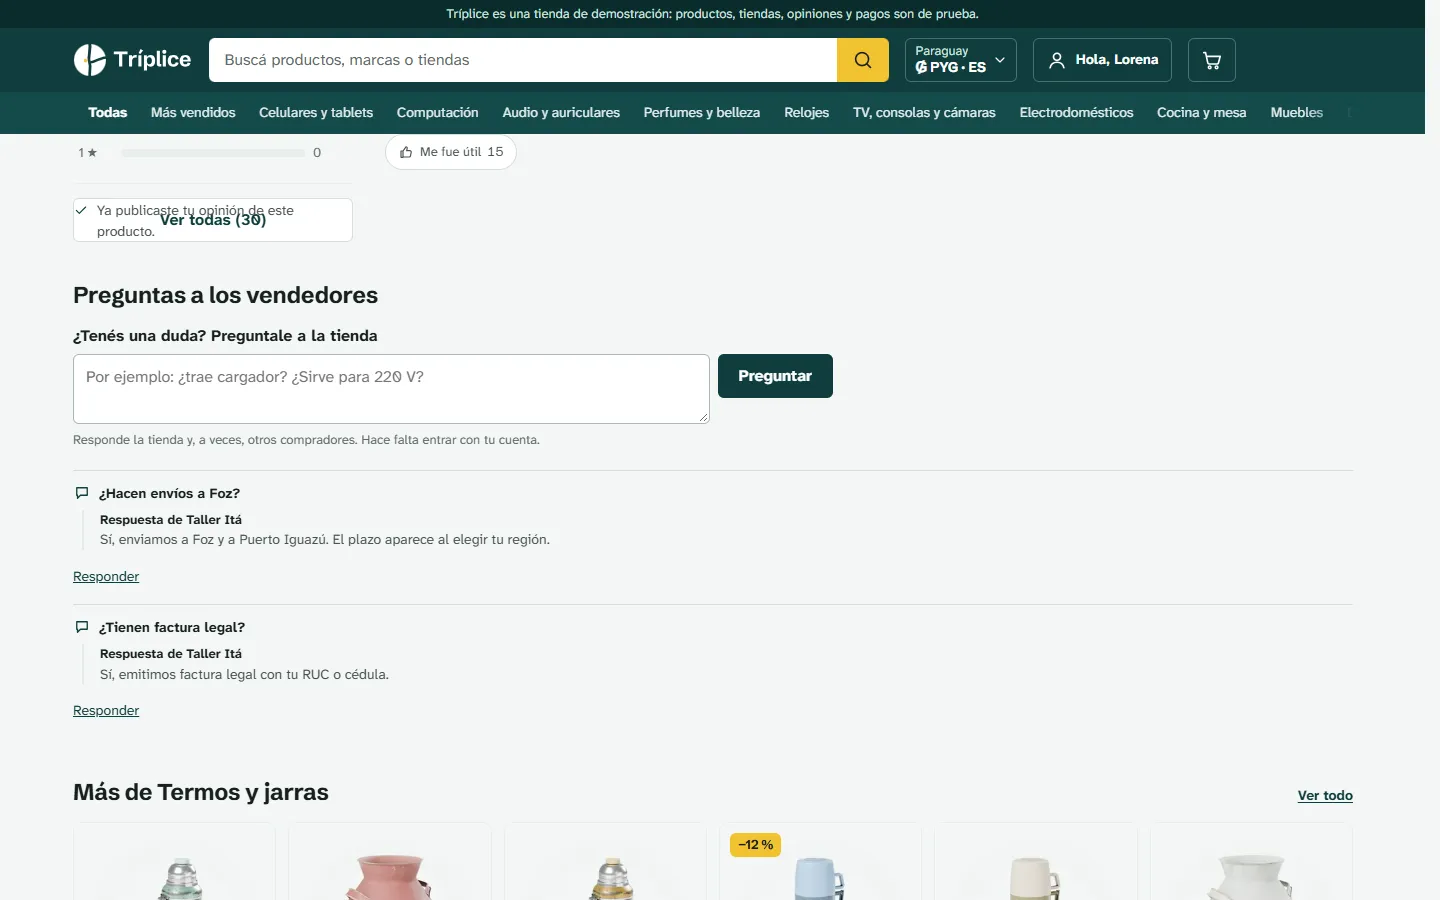 Tríplice es una tienda de demostración: productos, tiendas, opiniones y pagos son de prueba.
Tríplice
Buscá productos, marcas o tiendas
Paraguay
₲ PYG · ES
Hola, Lorena
Todas
Más vendidos
Celulares y tablets
Computación
Audio y auriculares
Perfumes y belleza
Relojes
TV, consolas y cámaras
Electrodomésticos
Cocina y mesa
Muebles
1 ★
0
Me fue útil 15
Ya publicaste tu opinión de este
producto.
Ver todas (30)
Preguntas a los vendedores
¿Tenés una duda? Preguntale a la tienda
Por ejemplo: ¿trae cargador? ¿Sirve para 220 V?
Preguntar
Responde la tienda y, a veces, otros compradores. Hace falta entrar con tu cuenta.
¿Hacen envíos a Foz?
Respuesta de Taller Itá
Sí, enviamos a Foz y a Puerto Iguazú. El plazo aparece al elegir tu región.
Responder
¿Tienen factura legal?
Respuesta de Taller Itá
Sí, emitimos factura legal con tu RUC o cédula.
Responder
Más de Termos y jarras
Ver todo
−12 %